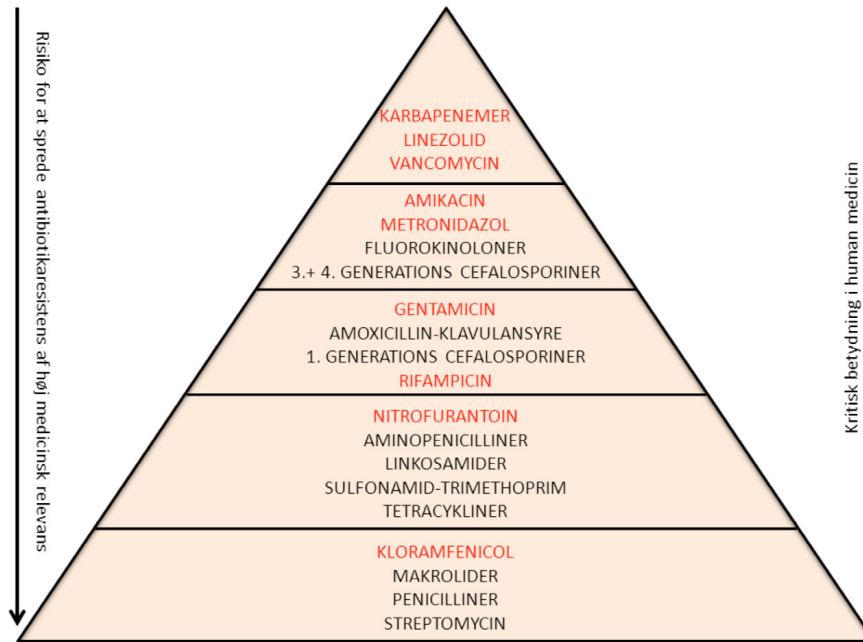 Risiko for at sprede antibiotikaresistens af høj medicinsk relevans
KARBAPENEMER
LINEZOLID
VANCOMYCIN
AMIKACIN
METRONIDAZOL
FLUOROKINOLONER
3.+ 4. GENERATIONS CEFALOSPORINER
GENTAMICIN
AMOXICILLIN-KLAVULANSYRE
1. GENERATIONS CEFALOSPORINER
RIFAMPICIN
NITROFURANTOIN
AMINOPENICILLINER
LINKOSAMIDER
SULFONAMID-TRIMETHOPRIM
TETRACYKLINER
KLORAMFENICOL
MAKROLIDER
PENICILLINER
STREPTOMYCIN
Kritisk betydning i human medicin